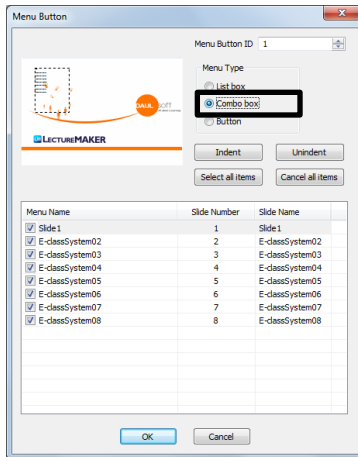 Menu Button
Menu Button ID 1
Menu Type
List box
Combo box
Button
DAUL soft
LECTUREMAKER
Indent Unindent
Select all items Cancel all items
Menu Name Slide Number Slide Name
Slide1 1 Slide1
E-classSystem02 2 E-classSystem02
E-classSystem03 3 E-classSystem03
E-classSystem04 4 E-classSystem04
E-classSystem05 5 E-classSystem05
E-classSystem06 6 E-classSystem06
E-classSystem07 7 E-classSystem07
E-classSystem08 8 E-classSystem08
OK Cancel